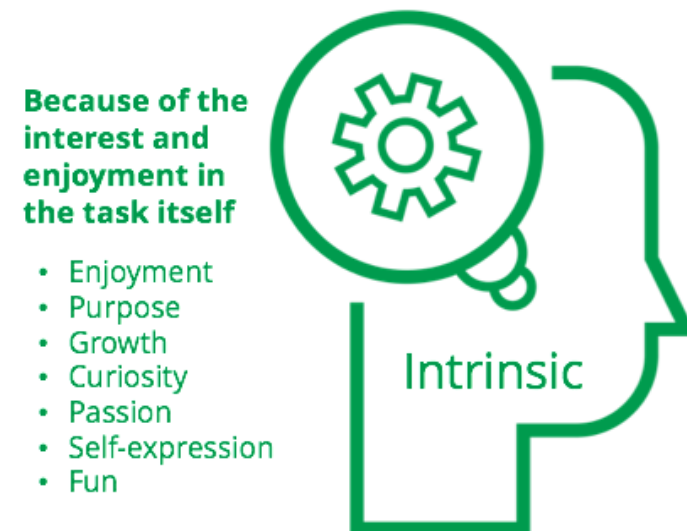 Because of the
interest and
enjoyment in
the task itself
• Enjoyment
• Purpose
• Growth
• Curiosity
• Passion
• Self-expression
• Fun
Intrinsic